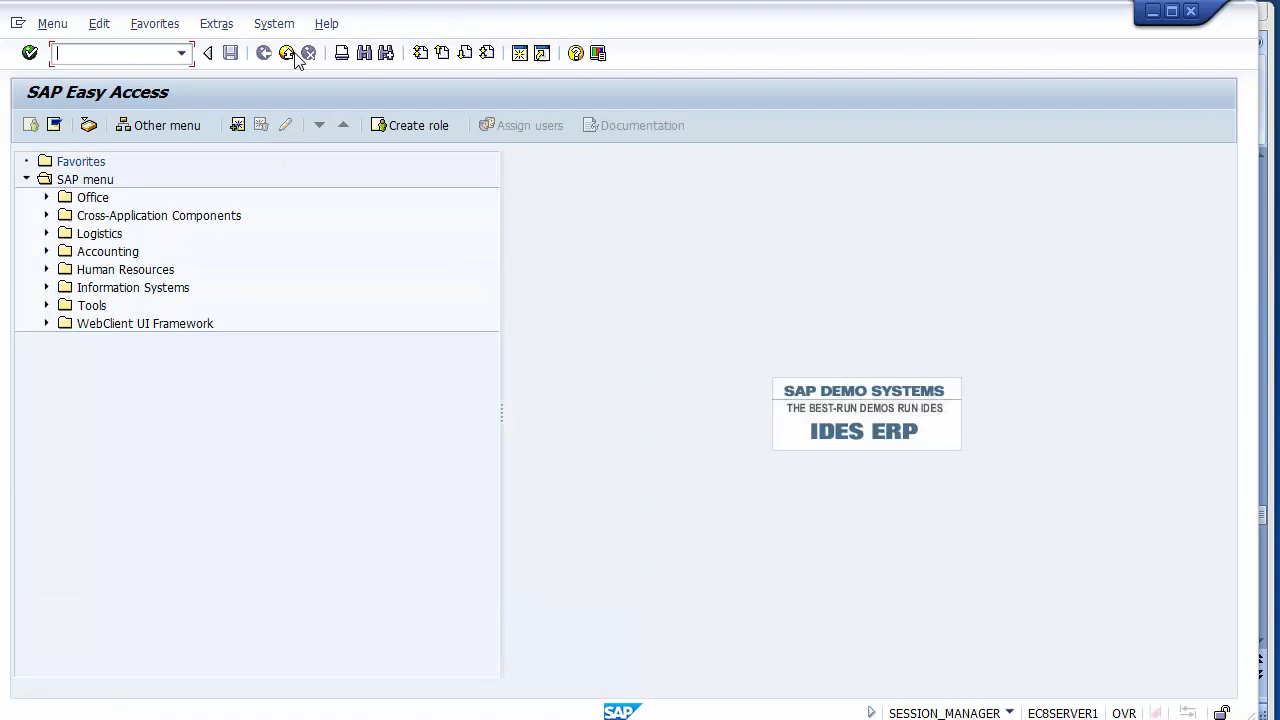 Menu Edit Favorites Extras System Help
SAP Easy Access
Other menu Create role Assign users Documentation
Favorites
SAP menu
Office
Cross-Application Components
Logistics
Accounting
Human Resources
Information Systems
Tools
WebClient UI Framework
SAP DEMO SYSTEMS
THE BEST-RUN DEMOS RUN IDES
IDES ERP
SAP SESSION_MANAGER ECC6SERVER1 OVR